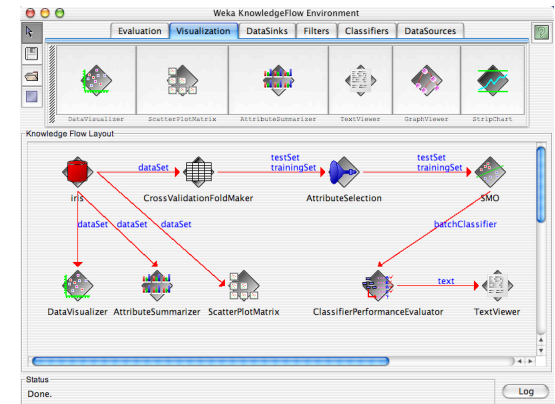 Weka KnowledgeFlow Environment
Evaluation Visualization DataSinks Filters Classifiers DataSources
DataVisualizer ScatterPlotMatrix AttributeSummarizer TextViewer GraphViewer StripChart
Knowledge Flow Layout
testSet testSet
dataSet trainingSet trainingSet
iris CrossValidationFoldMaker AttributeSelection SMO
dataSet dataSet dataSet batchClassifier
text
DataVisualizer AttributeSummarizer ScatterPlotMatrix ClassifierPerformanceEvaluator TextViewer
Status
Done.
Log